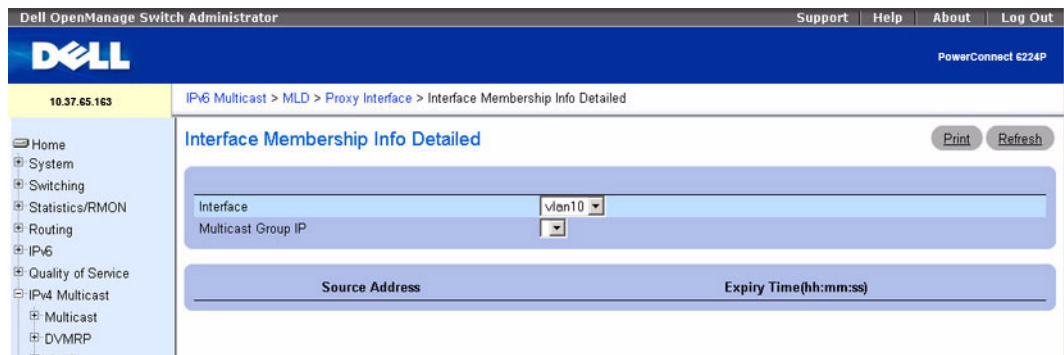 Dell OpenManage Switch Administrator
Support Help About Log Out
DELL
PowerConnect 6224P
10.37.65.163
IPv6 Multicast > MLD > Proxy Interface > Interface Membership Info Detailed
Home
System
Switching
Statistics/RMON
Routing
IPv6
Quality of Service
IPv4 Multicast
Multicast
DVMRP
Interface Membership Info Detailed
Print Refresh
Interface vlan10
Multicast Group IP
Source Address Expiry Time(hh:mm:ss)